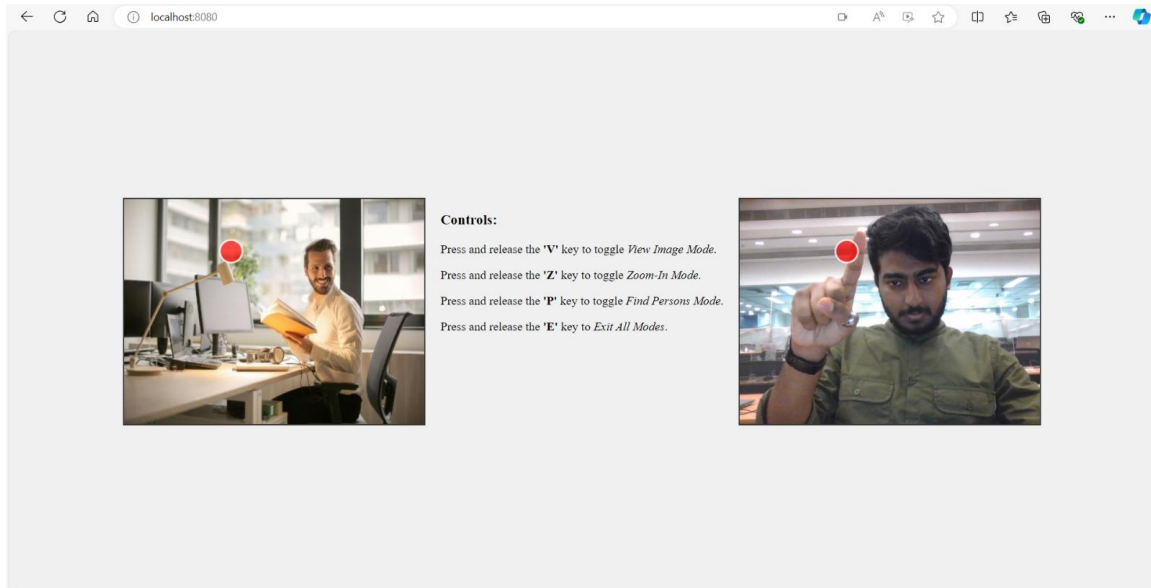 localhost:8080
Controls:
Press and release the 'V' key to toggle View Image Mode.
Press and release the 'Z' key to toggle Zoom-In Mode.
Press and release the 'P' key to toggle Find Persons Mode.
Press and release the 'E' key to Exit All Modes.